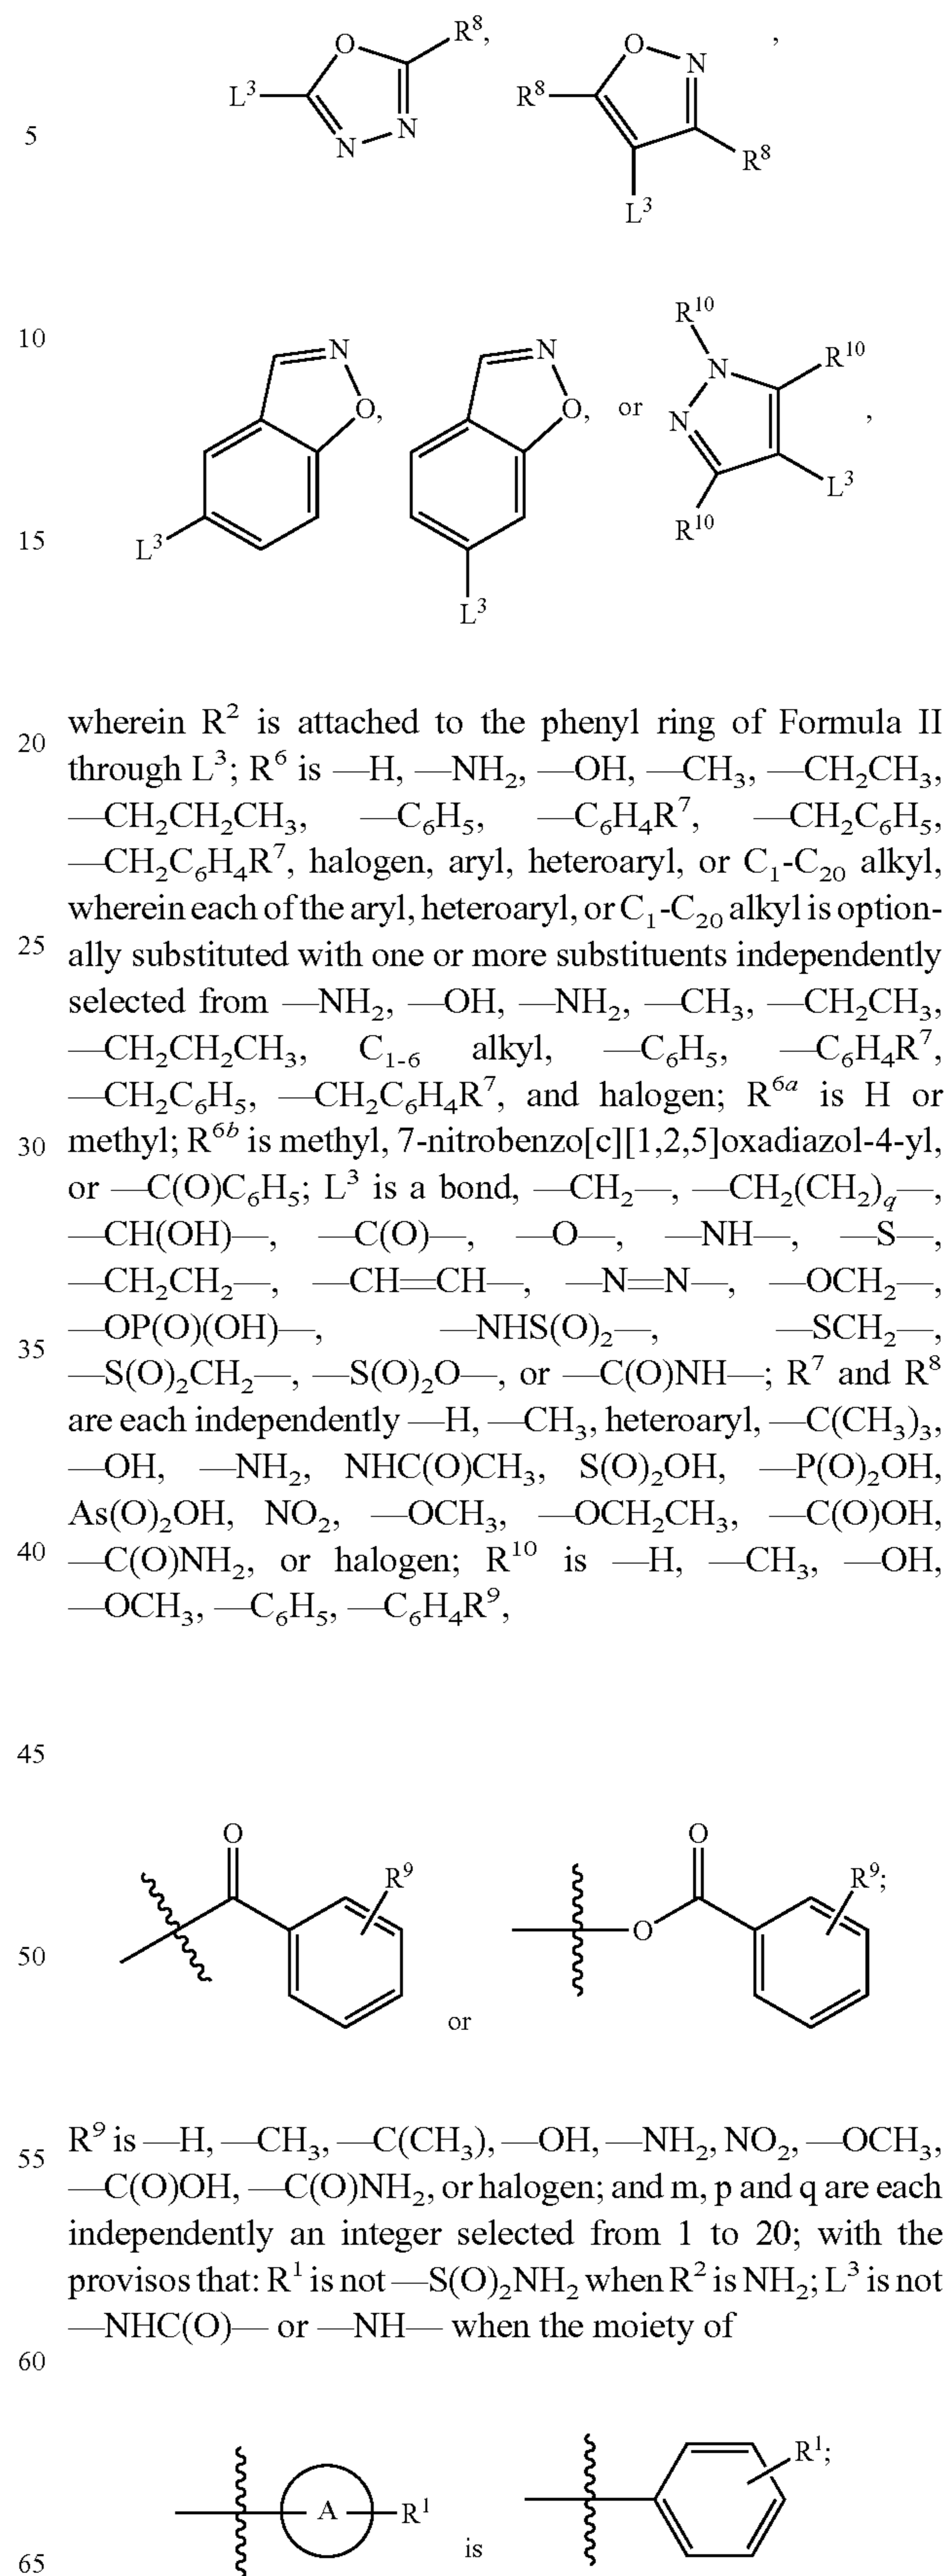 L³ O R⁸, N N
R⁸ O N R⁸ L³ ,
5
10
N O, L³
N O, L³
or
R¹⁰ N R¹⁰ N L³ R¹⁰ ,
15
20
wherein R² is attached to the phenyl ring of Formula II
through L³; R⁶ is —H, —NH₂, —OH, —CH₃, —CH₂CH₃,
—CH₂CH₂CH₃, —C₆H₅, —C₆H₄R⁷, —CH₂C₆H₅,
—CH₂C₆H₄R⁷, halogen, aryl, heteroaryl, or C₁-C₂₀ alkyl,
wherein each of the aryl, heteroaryl, or C₁-C₂₀ alkyl is option-
25
ally substituted with one or more substituents independently
selected from —NH₂, —OH, —NH₂, —CH₃, —CH₂CH₃,
—CH₂CH₂CH₃, C₁₋₆ alkyl, —C₆H₅, —C₆H₄R⁷,
—CH₂C₆H₅, —CH₂C₆H₄R⁷, and halogen; R⁶ᵃ is H or
30
methyl; R⁶ᵇ is methyl, 7-nitrobenzo[c][1,2,5]oxadiazol-4-yl,
or —C(O)C₆H₅; L³ is a bond, —CH₂—, —CH₂(CH₂)q—,
—CH(OH)—, —C(O)—, —O—, —NH—, —S—,
—CH₂CH₂—, —CH═CH—, —N═N—, —OCH₂—,
—OP(O)(OH)—, —NHS(O)₂—, —SCH₂—,
35
—S(O)₂CH₂—, —S(O)₂O—, or —C(O)NH—; R⁷ and R⁸
are each independently —H, —CH₃, heteroaryl, —C(CH₃)₃,
—OH, —NH₂, NHC(O)CH₃, S(O)₂OH, —P(O)₂OH,
As(O)₂OH, NO₂, —OCH₃, —OCH₂CH₃, —C(O)OH,
40
—C(O)NH₂, or halogen; R¹⁰ is —H, —CH₃, —OH,
—OCH₃, —C₆H₅, —C₆H₄R⁹,
45
O R⁹
or
O O R⁹;
50
55
R⁹ is —H, —CH₃, —C(CH₃), —OH, —NH₂, NO₂, —OCH₃,
—C(O)OH, —C(O)NH₂, or halogen; and m, p and q are each
independently an integer selected from 1 to 20; with the
provisos that: R¹ is not —S(O)₂NH₂ when R² is NH₂; L³ is not
—NHC(O)— or —NH— when the moiety of
60
A R¹
is
R¹;
65